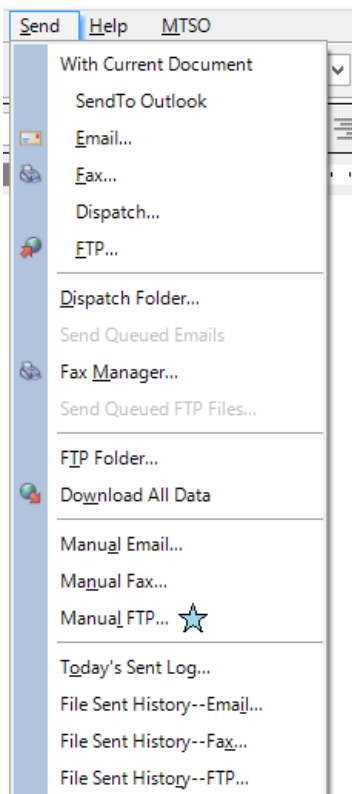 Send Help MTSO
With Current Document
SendTo Outlook
Email...
Fax...
Dispatch...
FTP...
Dispatch Folder...
Send Queued Emails
Fax Manager...
Send Queued FTP Files...
FTP Folder...
Download All Data
Manual Email...
Manual Fax...
Manual FTP...
Today's Sent Log...
File Sent History--Email...
File Sent History--Fax...
File Sent History--FTP...